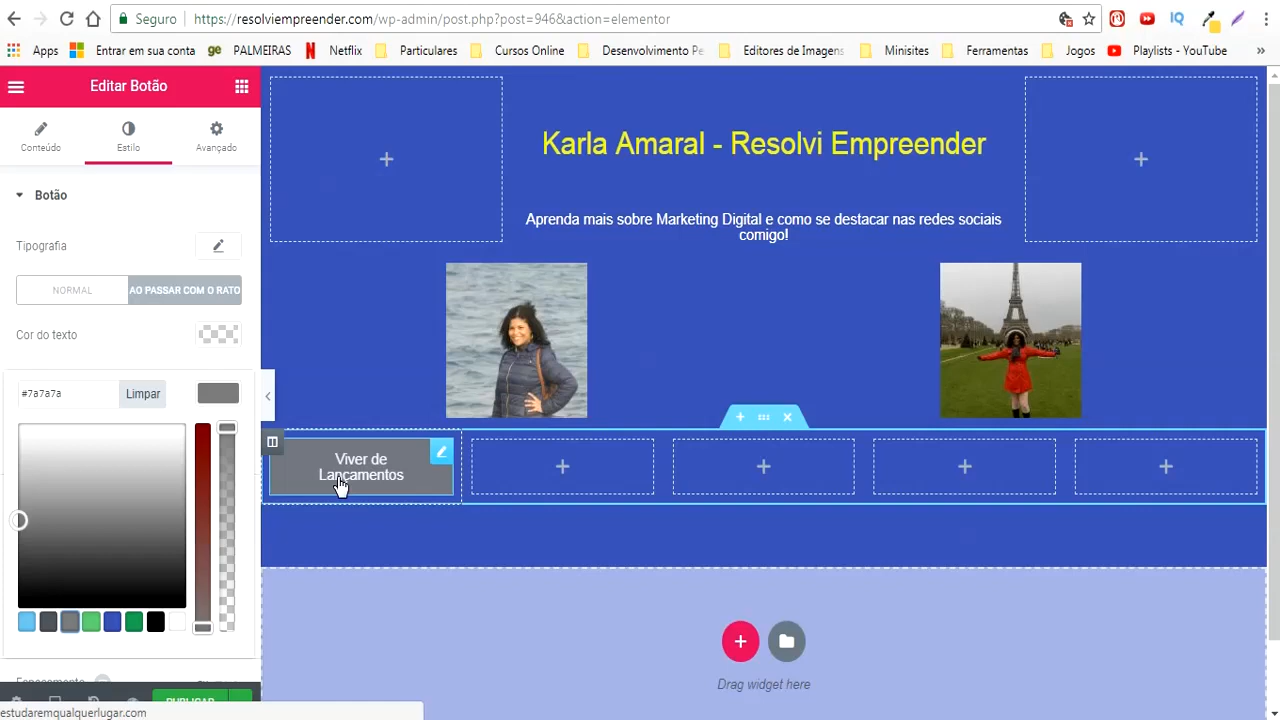 Seguro
https://resolviempreender.com/wp-admin/post.php?post=946&action=elementor
Apps
Entrar em sua conta
PALMEIRAS
Netflix
Particulares
Cursos Online
Desenvolvimento Pe
Editores de Imagens
Minisites
Ferramentas
Jogos
Playlists - YouTube
Editar Botão
Conteúdo
Estilo
Avançado
Botão
Tipografia
NORMAL
AO PASSAR COM O RATO
Cor do texto
#7a7a7a
Limpar
PUBLICAR
estudaremqualquerlugar.com
Karla Amaral - Resolvi Empreender
Aprenda mais sobre Marketing Digital e como se destacar nas redes sociais
comigo!
Viver de
Lançamentos
Drag widget here